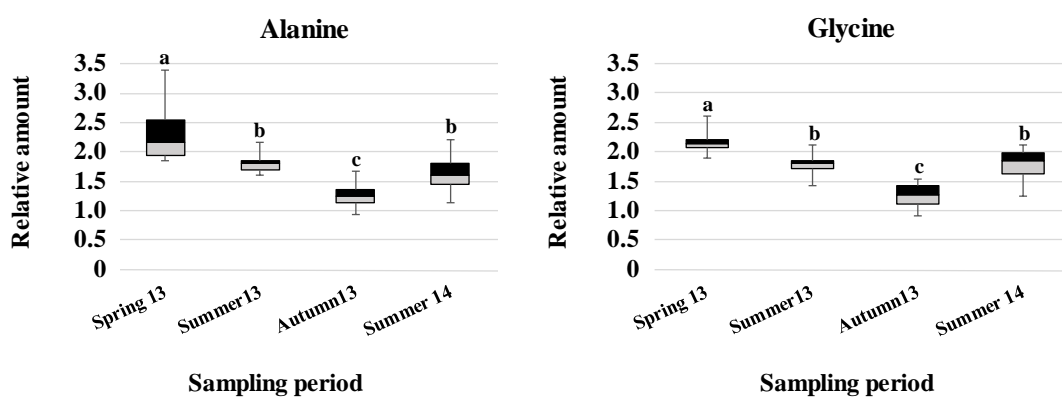 Alanine
Relative amount
3.5
3.0
2.5
2.0
1.5
1.0
0.5
0
a
b
c
b
Spring 13
Summer13
Autumn13
Summer 14
Sampling period
Glycine
Relative amount
3.5
3.0
2.5
2.0
1.5
1.0
0.5
0
a
b
c
b
Spring 13
Summer13
Autumn13
Summer 14
Sampling period